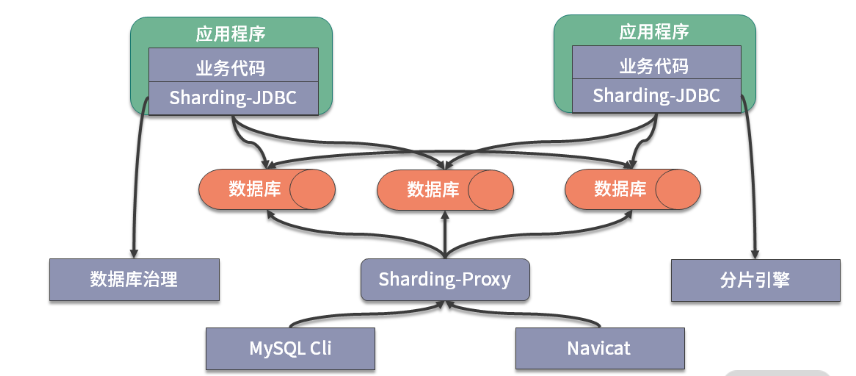 应用程序
业务代码
Sharding-JDBC
应用程序
业务代码
Sharding-JDBC
数据库
数据库
数据库
数据库治理
Sharding-Proxy
分片引擎
MySQL Cli
Navicat